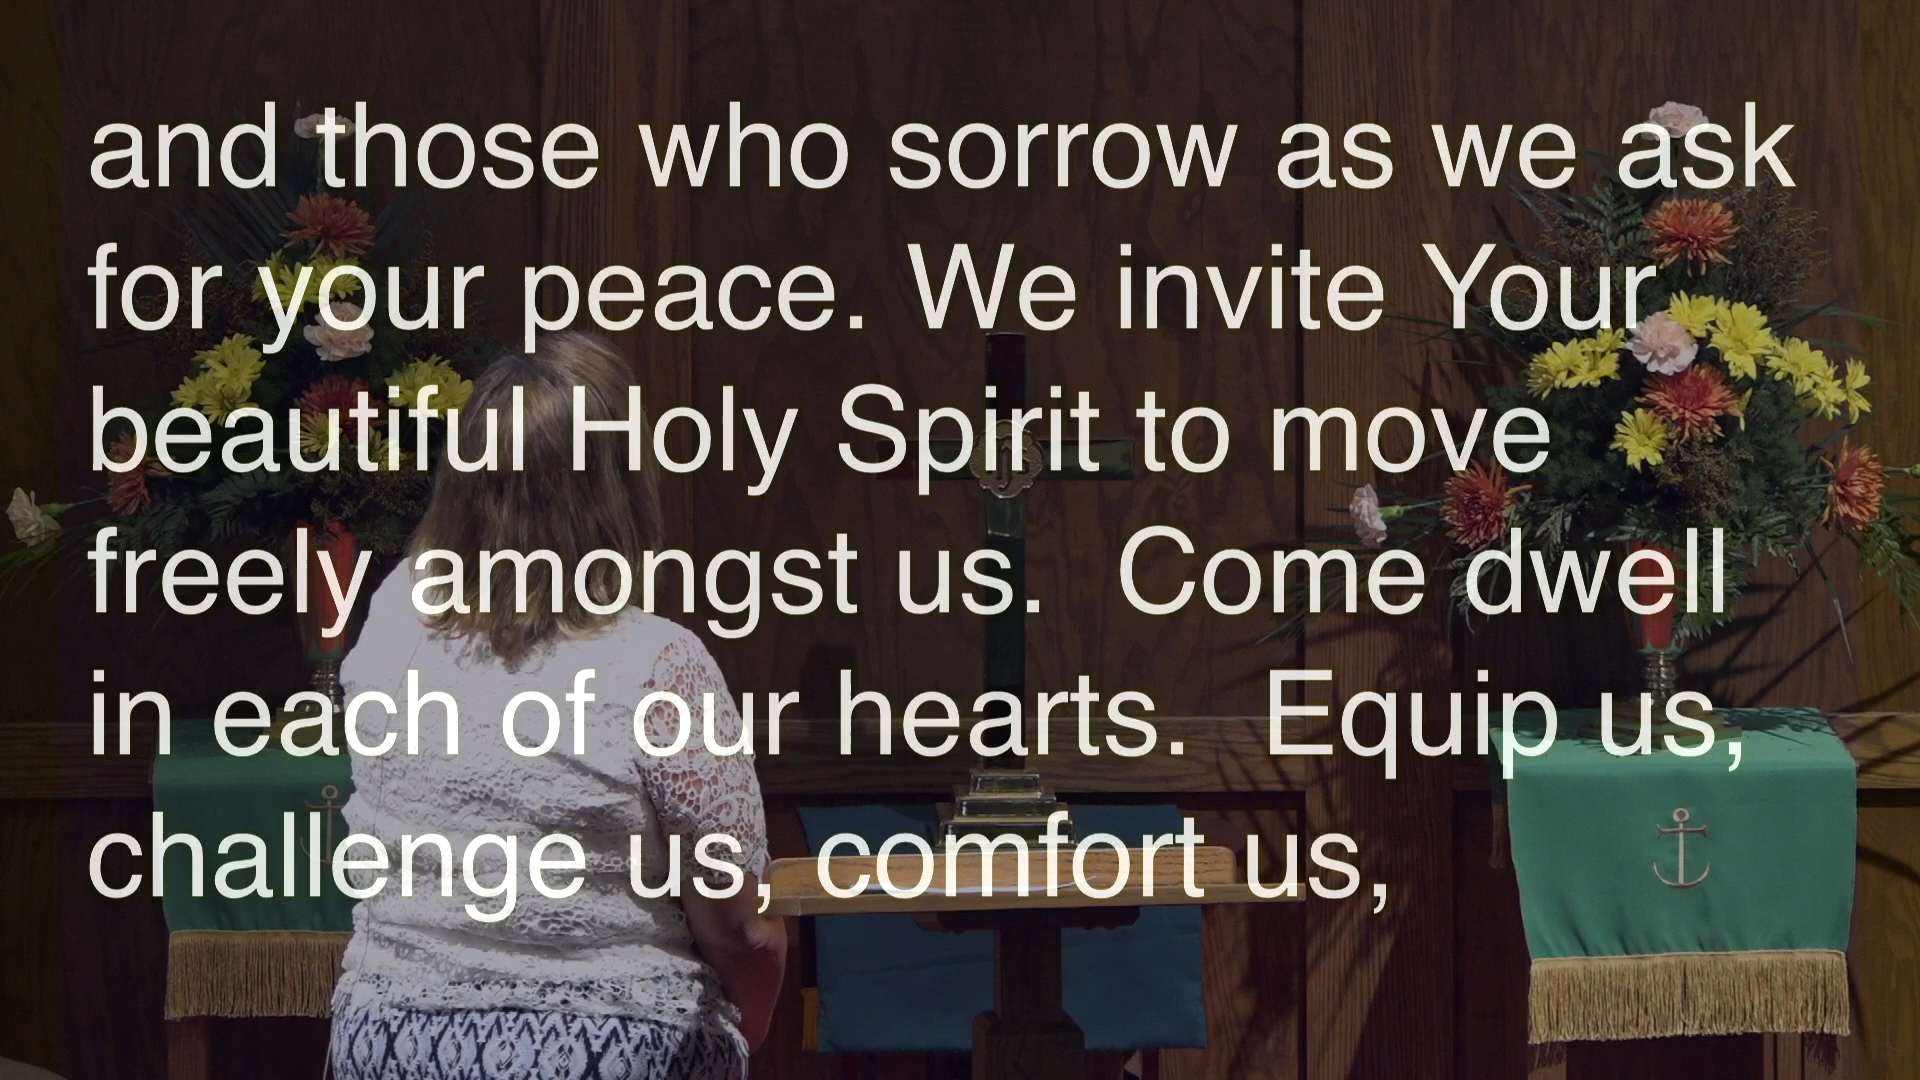 and those who sorrow as we ask
for your peace. We invite Your
beautiful Holy Spirit to move
freely amongst us.  Come dwell
in each of our hearts.  Equip us,
challenge us, comfort us,